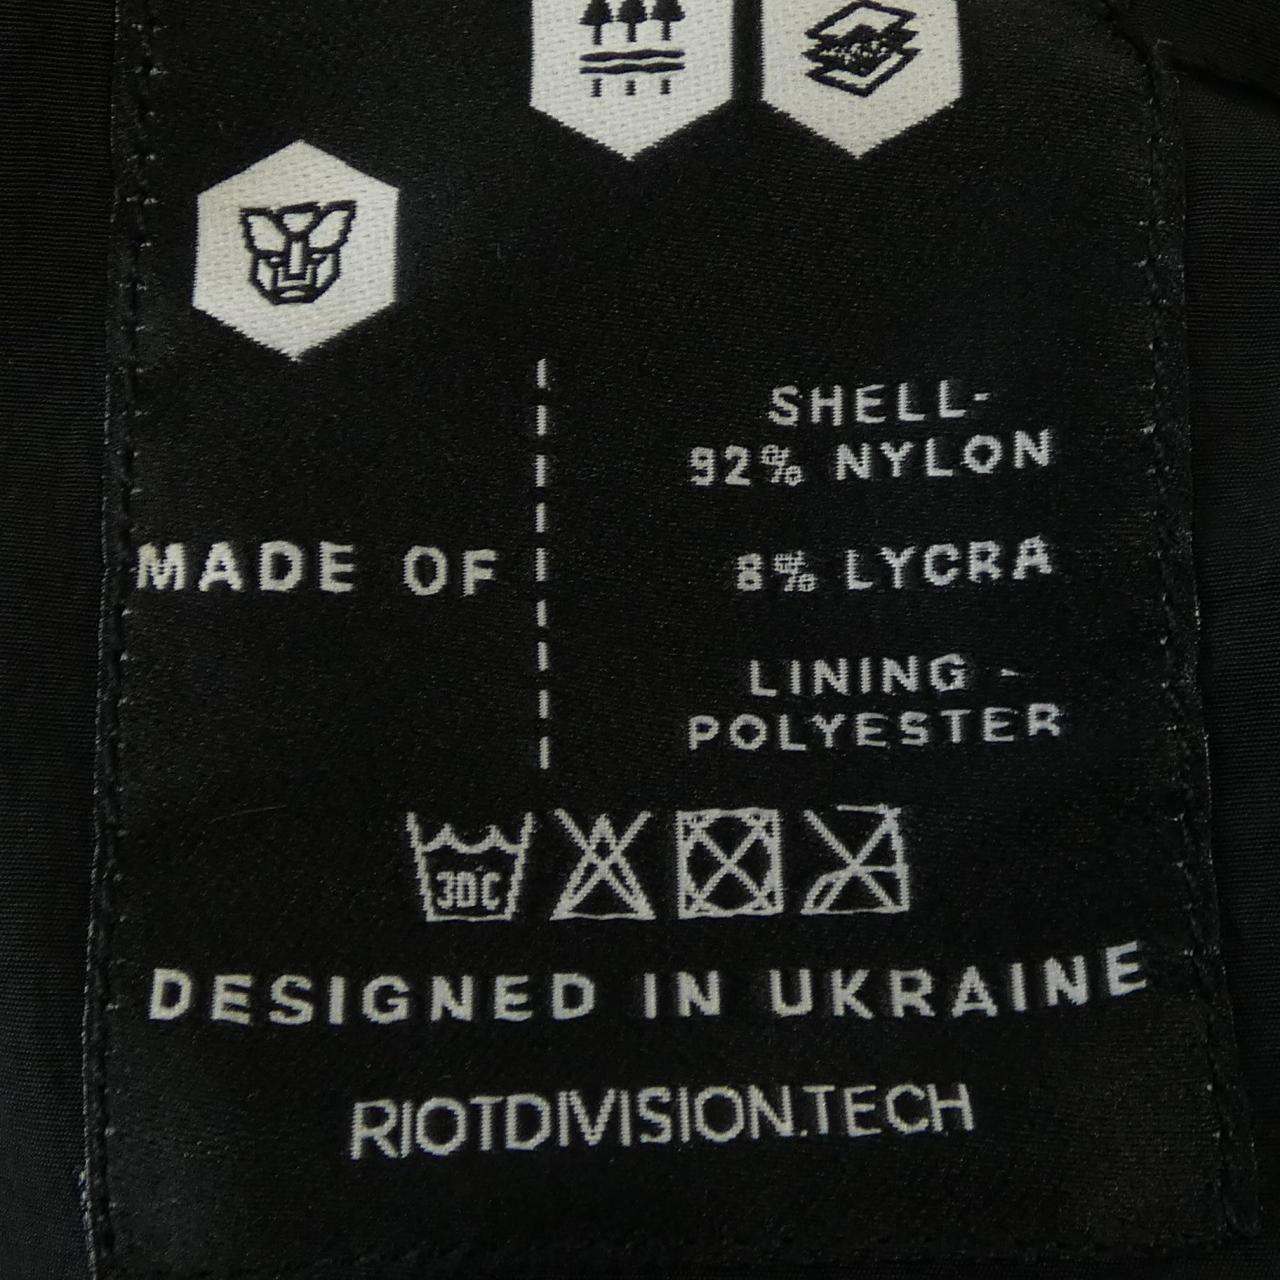 MADE OF
SHELL-
92% NYLON
8% LYCRA
LINING -
POLYESTER
30C
DESIGNED IN UKRAINE
RIOTDIVISION.TECH